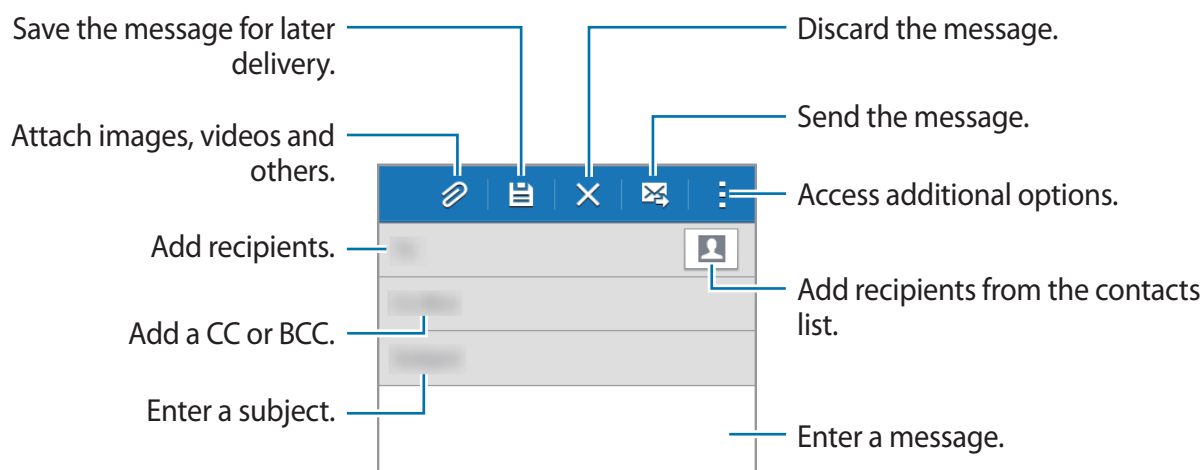 Save the message for later
delivery.
Attach images, videos and
others.
Add recipients.
Add a CC or BCC.
Enter a subject.
Discard the message.
Send the message.
Access additional options.
Add recipients from the contacts
list.
Enter a message.